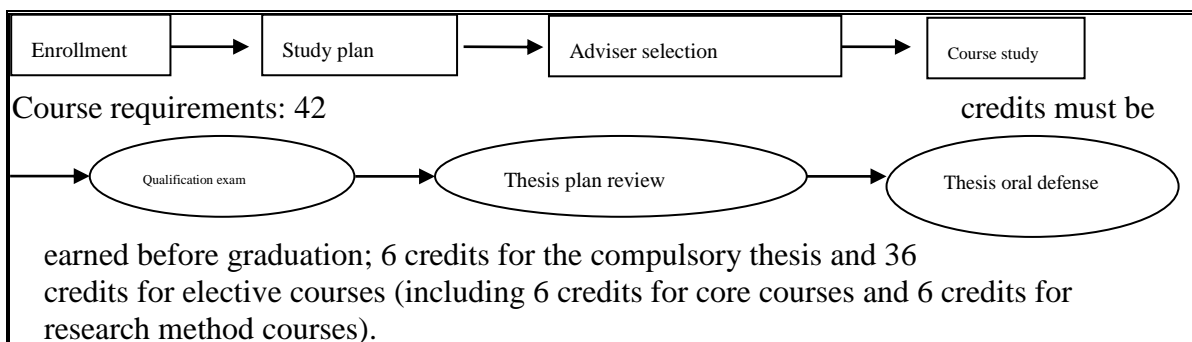 Enrollment Study plan Adviser selection Course study
Course requirements: 42 credits must be
Qualification exam Thesis plan review Thesis oral defense
earned before graduation; 6 credits for the compulsory thesis and 36
credits for elective courses (including 6 credits for core courses and 6 credits for
research method courses).